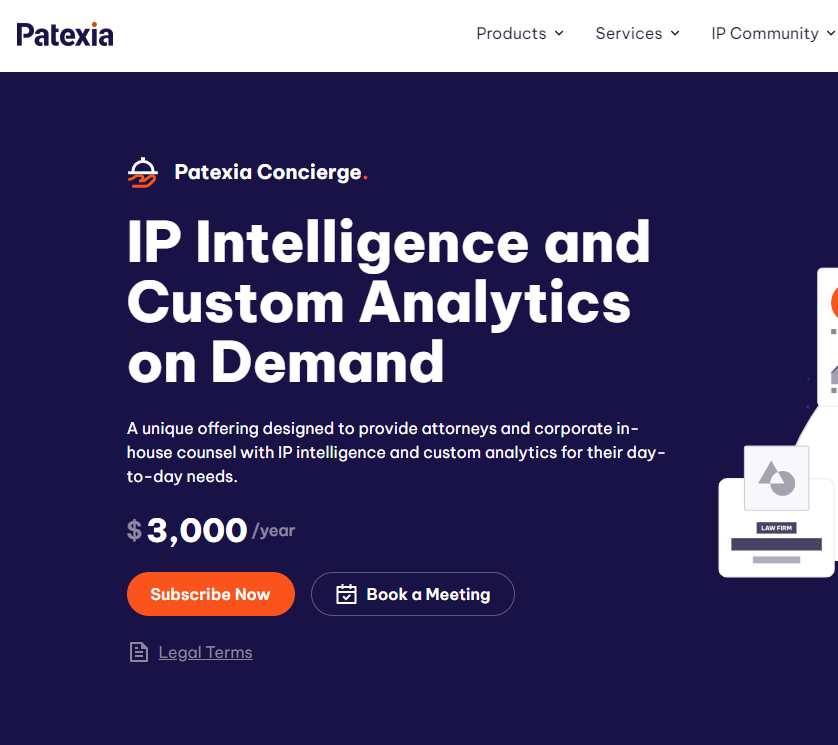 Patexia
Products
Services
IP Community
Patexia Concierge.
IP Intelligence and
Custom Analytics
on Demand
A unique offering designed to provide attorneys and corporate in-
house counsel with IP intelligence and custom analytics for their day-
to-day needs.
$3,000 /year
Subscribe Now
Book a Meeting
LAW FIRM
Legal Terms